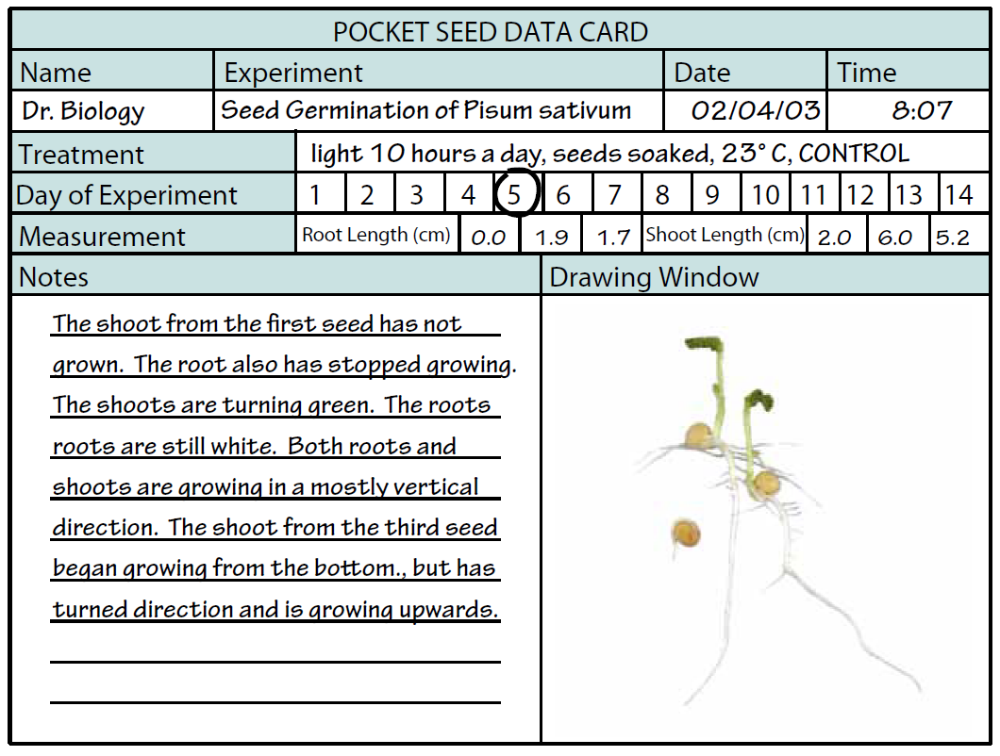 POCKET SEED DATA CARD
Name Experiment Date Time
Dr. Biology Seed Germination of Pisum sativum 02/04/03 8:07
Treatment light 10 hours a day, seeds soaked, 23° C, CONTROL
Day of Experiment 1 2 3 4 5 6 7 8 9 10 11 12 13 14
Measurement Root Length (cm) 0.0 1.9 1.7 Shoot Length (cm) 2.0 6.0 5.2
Notes Drawing Window
The shoot from the first seed has not
grown. The root also has stopped growing.
The shoots are turning green. The roots
roots are still white. Both roots and
shoots are growing in a mostly vertical
direction. The shoot from the third seed
began growing from the bottom., but has
turned direction and is growing upwards.